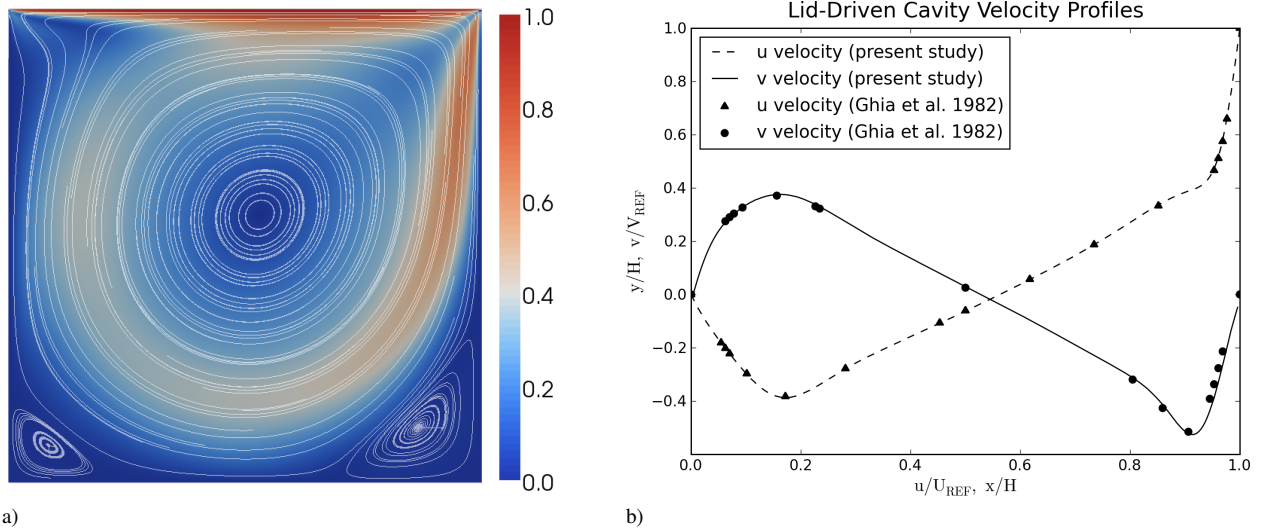 1.0
0.8
0.6
0.4
0.2
0.0
a)
Lid-Driven Cavity Velocity Profiles
u velocity (present study)
v velocity (present study)
u velocity (Ghia et al. 1982)
v velocity (Ghia et al. 1982)
y/H, v/V_REF
1.0
0.8
0.6
0.4
0.2
0.0
−0.2
−0.4
0.0 0.2 0.4 0.6 0.8 1.0
u/U_REF, x/H
b)